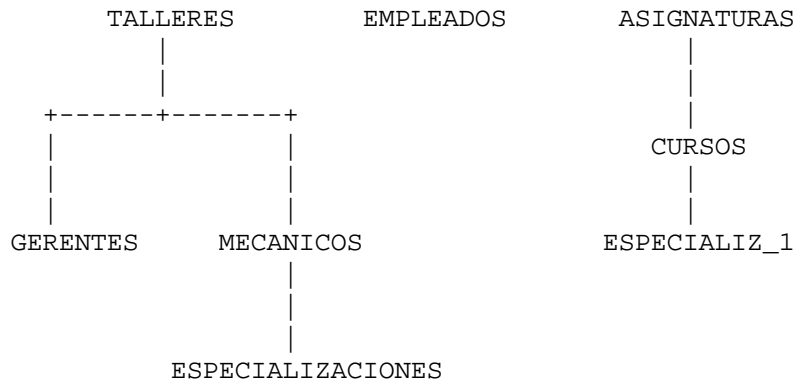 TALLERES EMPLEADOS ASIGNATURAS
CURSOS
GERENTES MECANICOS ESPECIALIZ_1
ESPECIALIZACIONES